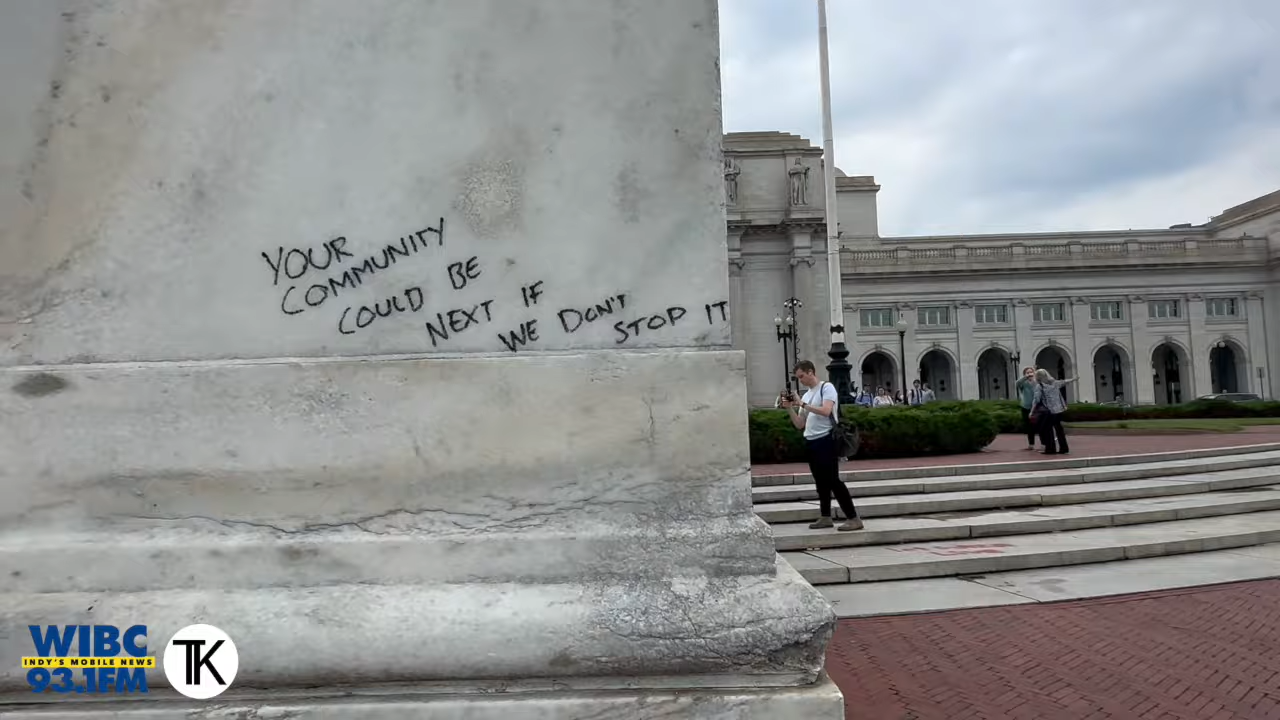 YOUR
COMMUNITY
COULD BE
NEXT IF
WE DON'T
STOP IT
WIBC
INDY'S MOBILE NEWS
93.1FM
TK